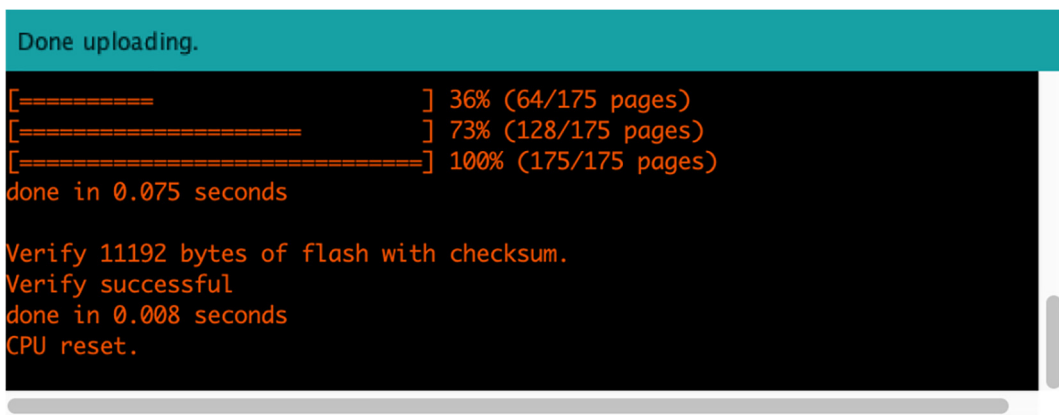 Done uploading.
[==========                    ] 36% (64/175 pages)
[=====================         ] 73% (128/175 pages)
[==============================] 100% (175/175 pages)
done in 0.075 seconds

Verify 11192 bytes of flash with checksum.
Verify successful
done in 0.008 seconds
CPU reset.